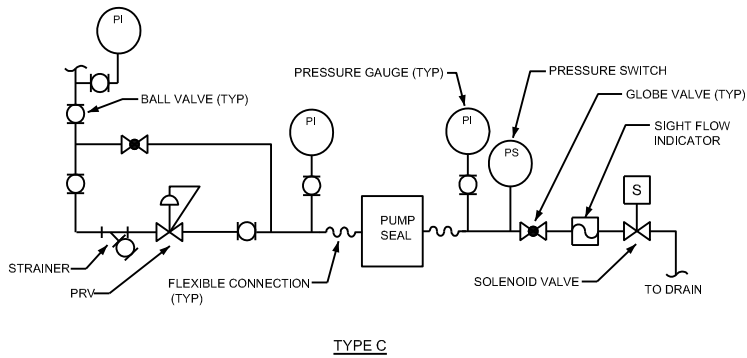 PI
PRESSURE GAUGE (TYP)
PRESSURE SWITCH
BALL VALVE (TYP)
GLOBE VALVE (TYP)
PI
PI
SIGHT FLOW
INDICATOR
PS
S
PUMP
SEAL
STRAINER
PRV
FLEXIBLE CONNECTION
(TYP)
SOLENOID VALVE
TO DRAIN
TYPE C